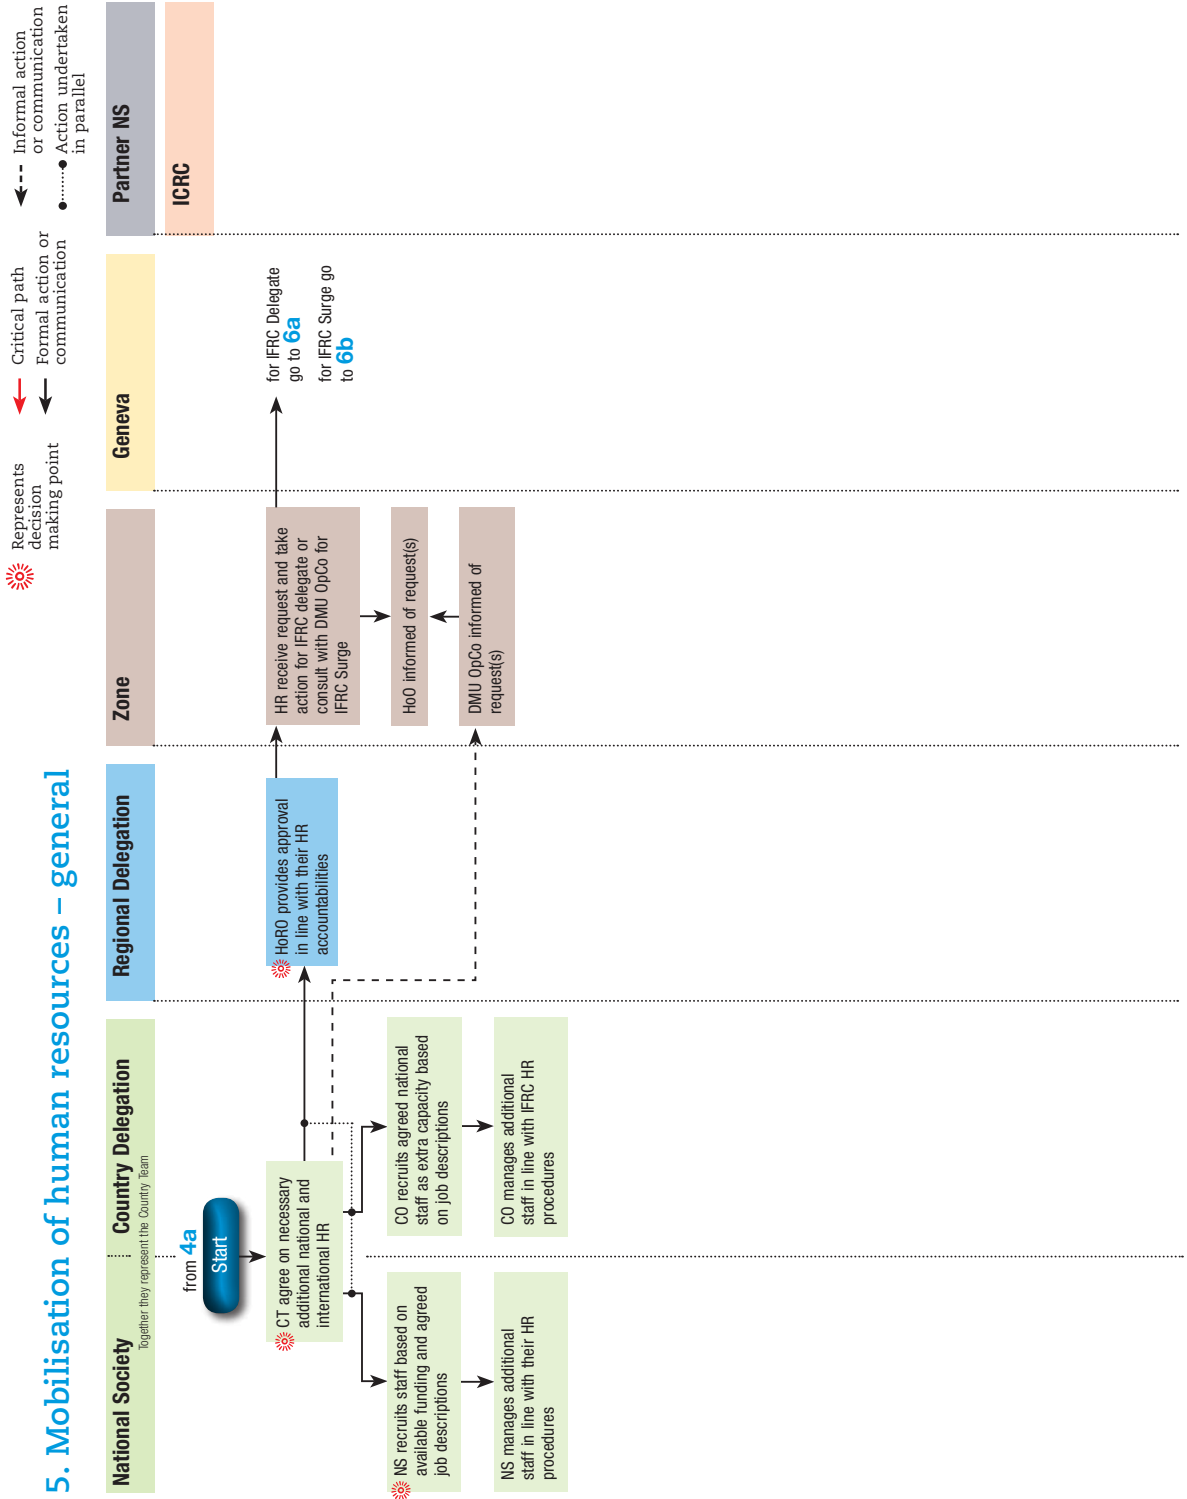 5. Mobilisation of human resources – general
Represents
decision
making point
Critical path
Formal action or
communication
Informal action
or communication
Action undertaken
in parallel
National Society
Country Delegation
Together they represent the Country Team
Regional Delegation
Zone
Geneva
Partner NS
ICRC
from 4a
Start
CT agree on necessary
additional national and
international HR
HoRO provides approval
in line with their HR
accountabilities
HR receive request and take
action for IFRC delegate or
consult with DMU OpCo for
IFRC Surge
for IFRC Delegate
go to 6a
for IFRC Surge go
to 6b
HoO informed of request(s)
DMU OpCo informed of
request(s)
NS recruits staff based on
available funding and agreed
job descriptions
CO recruits agreed national
staff as extra capacity based
on job descriptions
NS manages additional
staff in line with their HR
procedures
CO manages additional
staff in line with IFRC HR
procedures